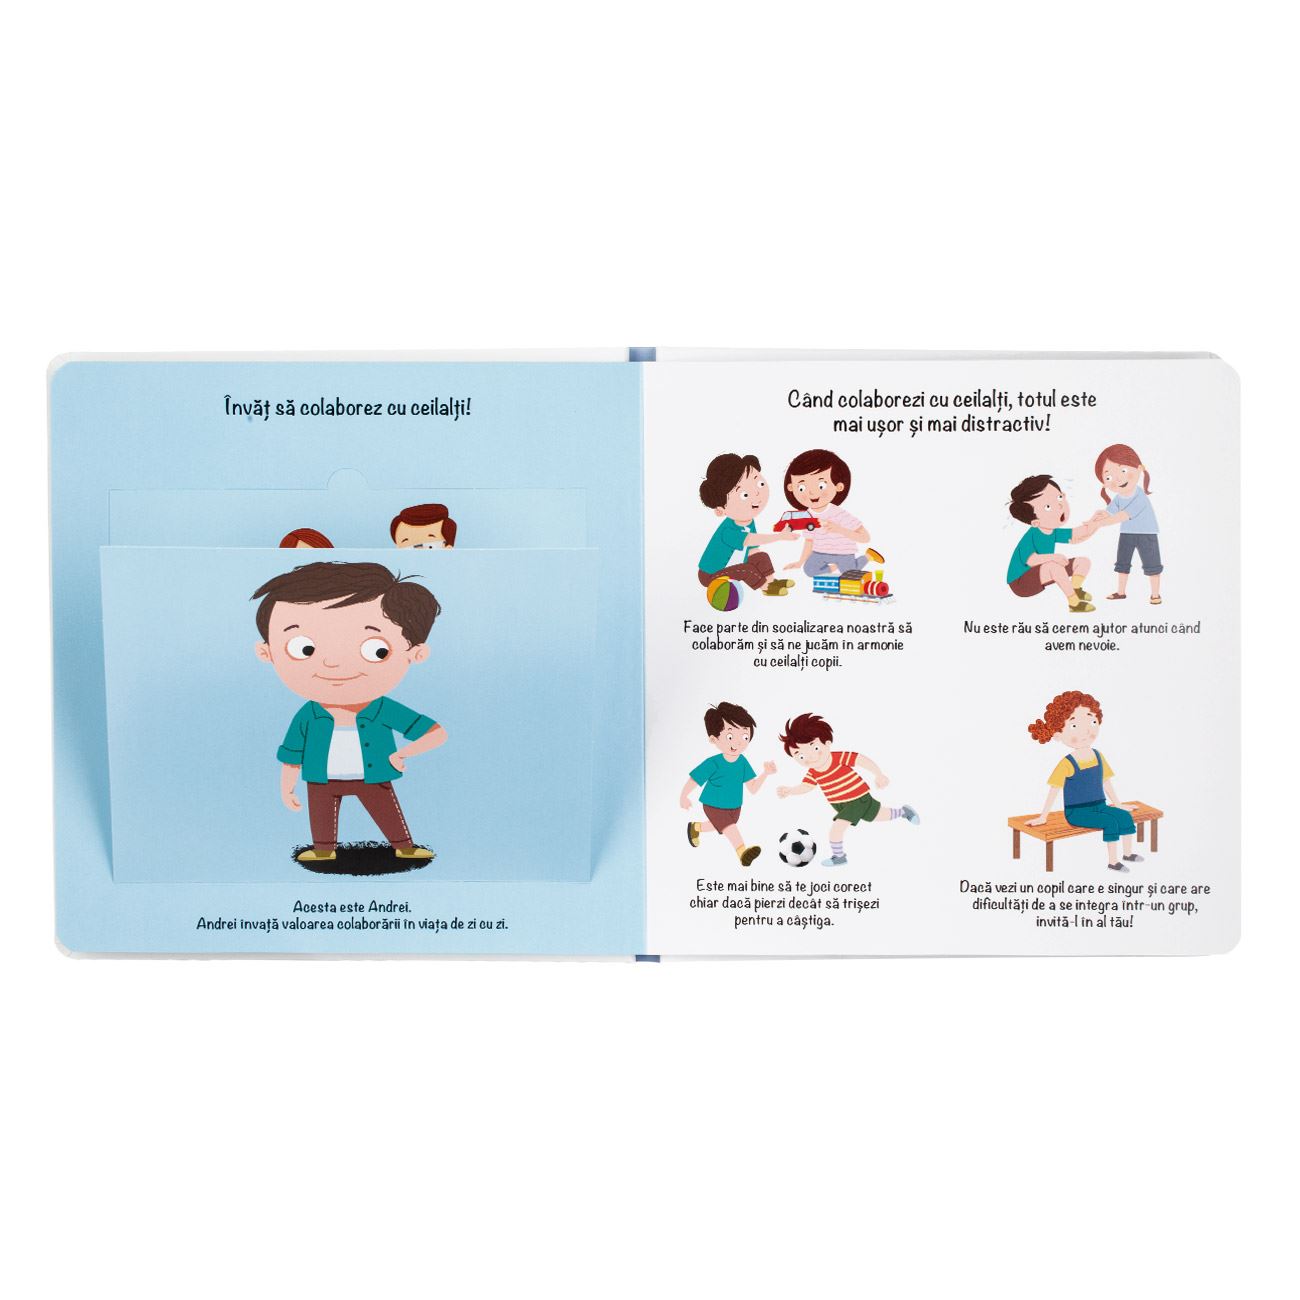 Învăț să colaborez cu ceilalți!
Acesta este Andrei.
Andrei învață valoarea colaborării în viața de zi cu zi.
Când colaborezi cu ceilalți, totul este
mai ușor și mai distractiv!
Face parte din socializarea noastră să
colaborăm și să ne jucăm în armonie
cu ceilalți copii.
Nu este rău să cerem ajutor atunci când
avem nevoie.
Este mai bine să te joci corect
chiar dacă pierzi decât să trișezi
pentru a câștiga.
Dacă vezi un copil care e singur și care are
dificultăți de a se integra într-un grup,
invită-l în al tău!